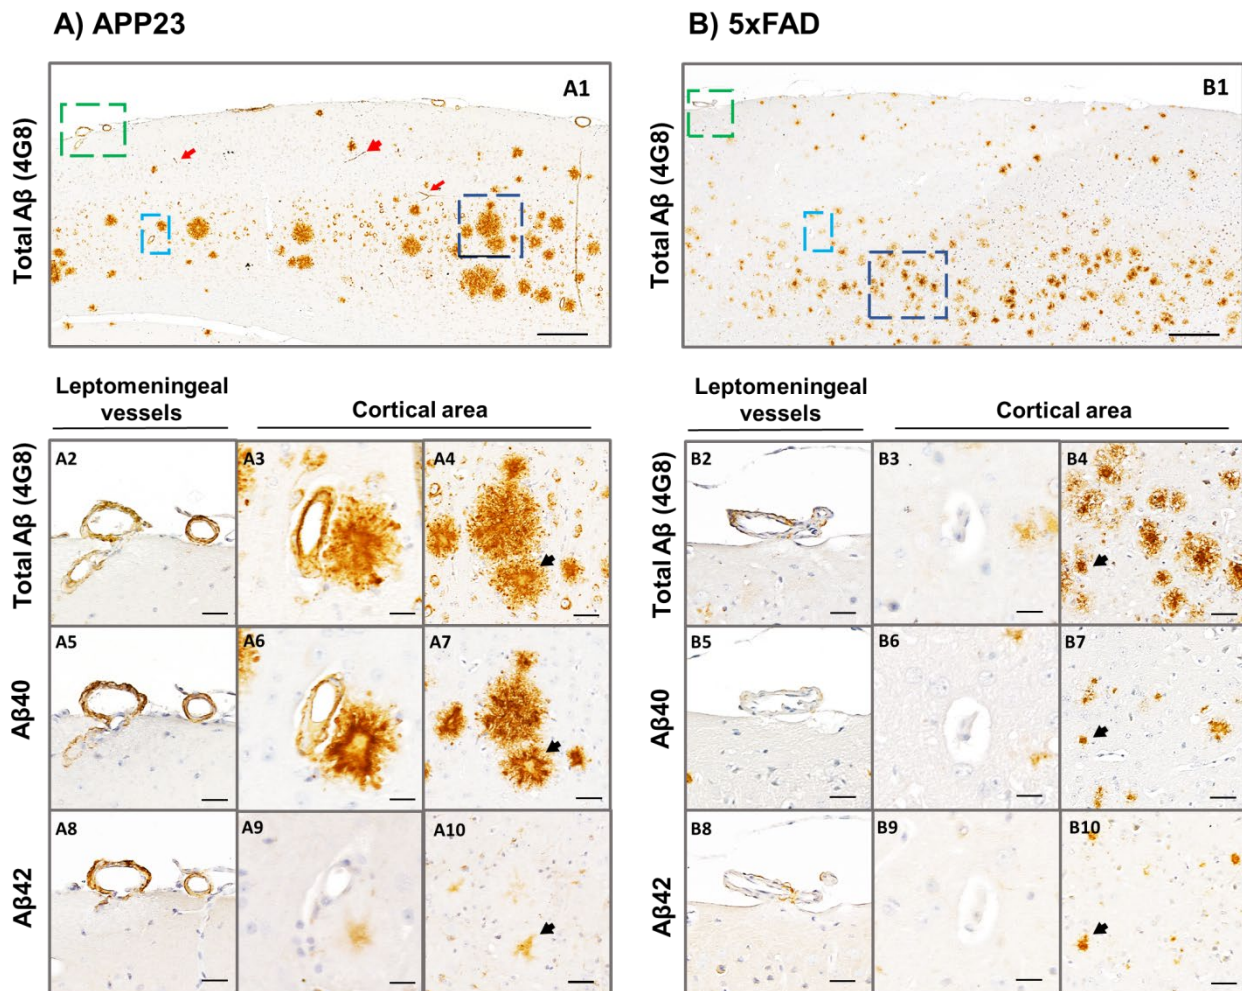 A) APP23
B) 5xFAD
Total Aβ (4G8)
A1
Total Aβ (4G8)
B1
Leptomeningeal
vessels
Cortical area
Leptomeningeal
vessels
Cortical area
Total Aβ (4G8)
A2
A3
A4
Total Aβ (4G8)
B2
B3
B4
Aβ40
A5
A6
A7
Aβ40
B5
B6
B7
Aβ42
A8
A9
A10
Aβ42
B8
B9
B10